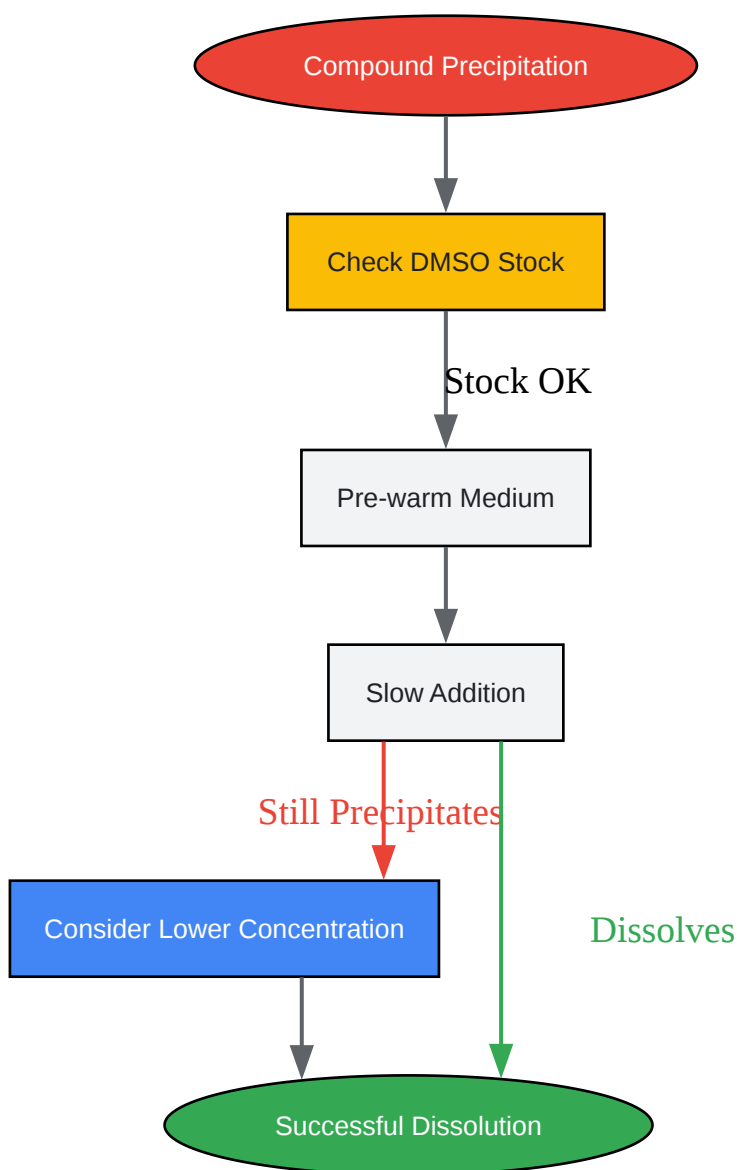 Compound Precipitation
Check DMSO Stock
Stock OK
Pre-warm Medium
Slow Addition
Still Precipitates
Consider Lower Concentration
Dissolves
Successful Dissolution